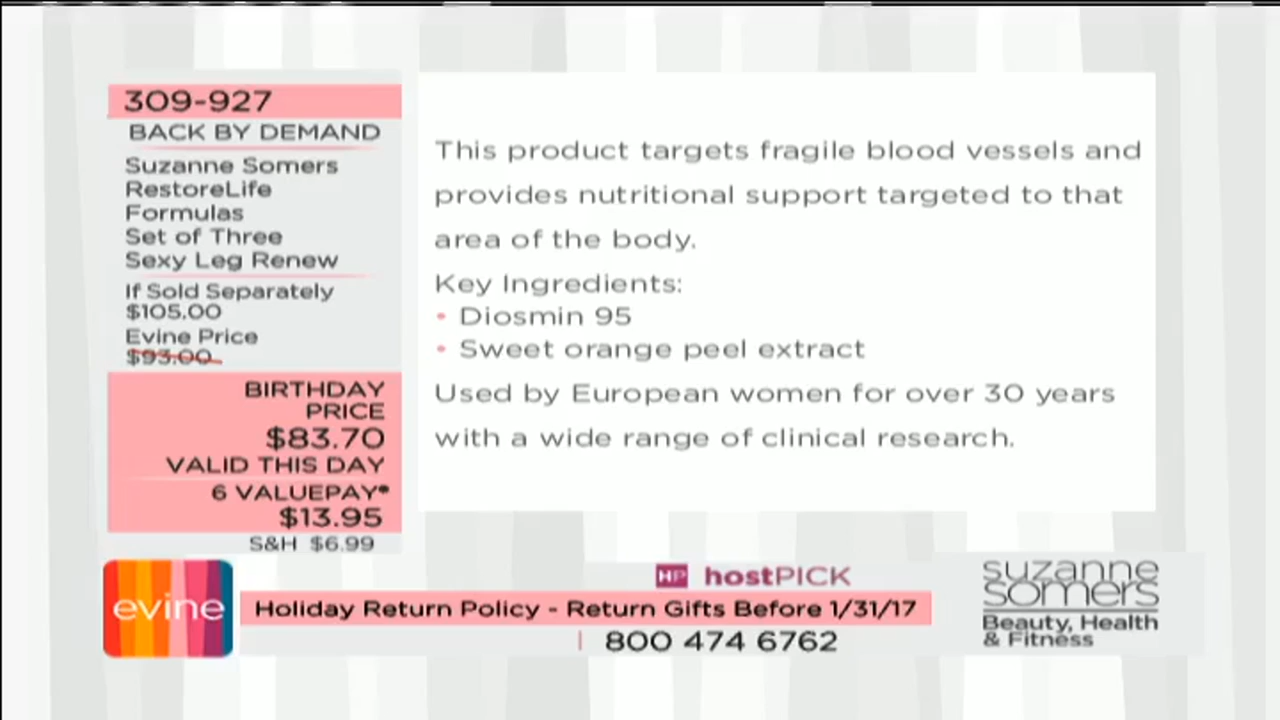 309-927
BACK BY DEMAND
Suzanne Somers
RestoreLife
Formulas
Set of Three
Sexy Leg Renew
If Sold Separately
$105.00
Evine Price
$93.00
BIRTHDAY
PRICE
$83.70
VALID THIS DAY
6 VALUEPAY®
$13.95
S&H $6.99
This product targets fragile blood vessels and
provides nutritional support targeted to that
area of the body.
Key Ingredients:
• Diosmin 95
• Sweet orange peel extract
Used by European women for over 30 years
with a wide range of clinical research.
evine
HP hostPICK
Holiday Return Policy - Return Gifts Before 1/31/17
800 474 6762
suzanne
somers
Beauty, Health
& Fitness